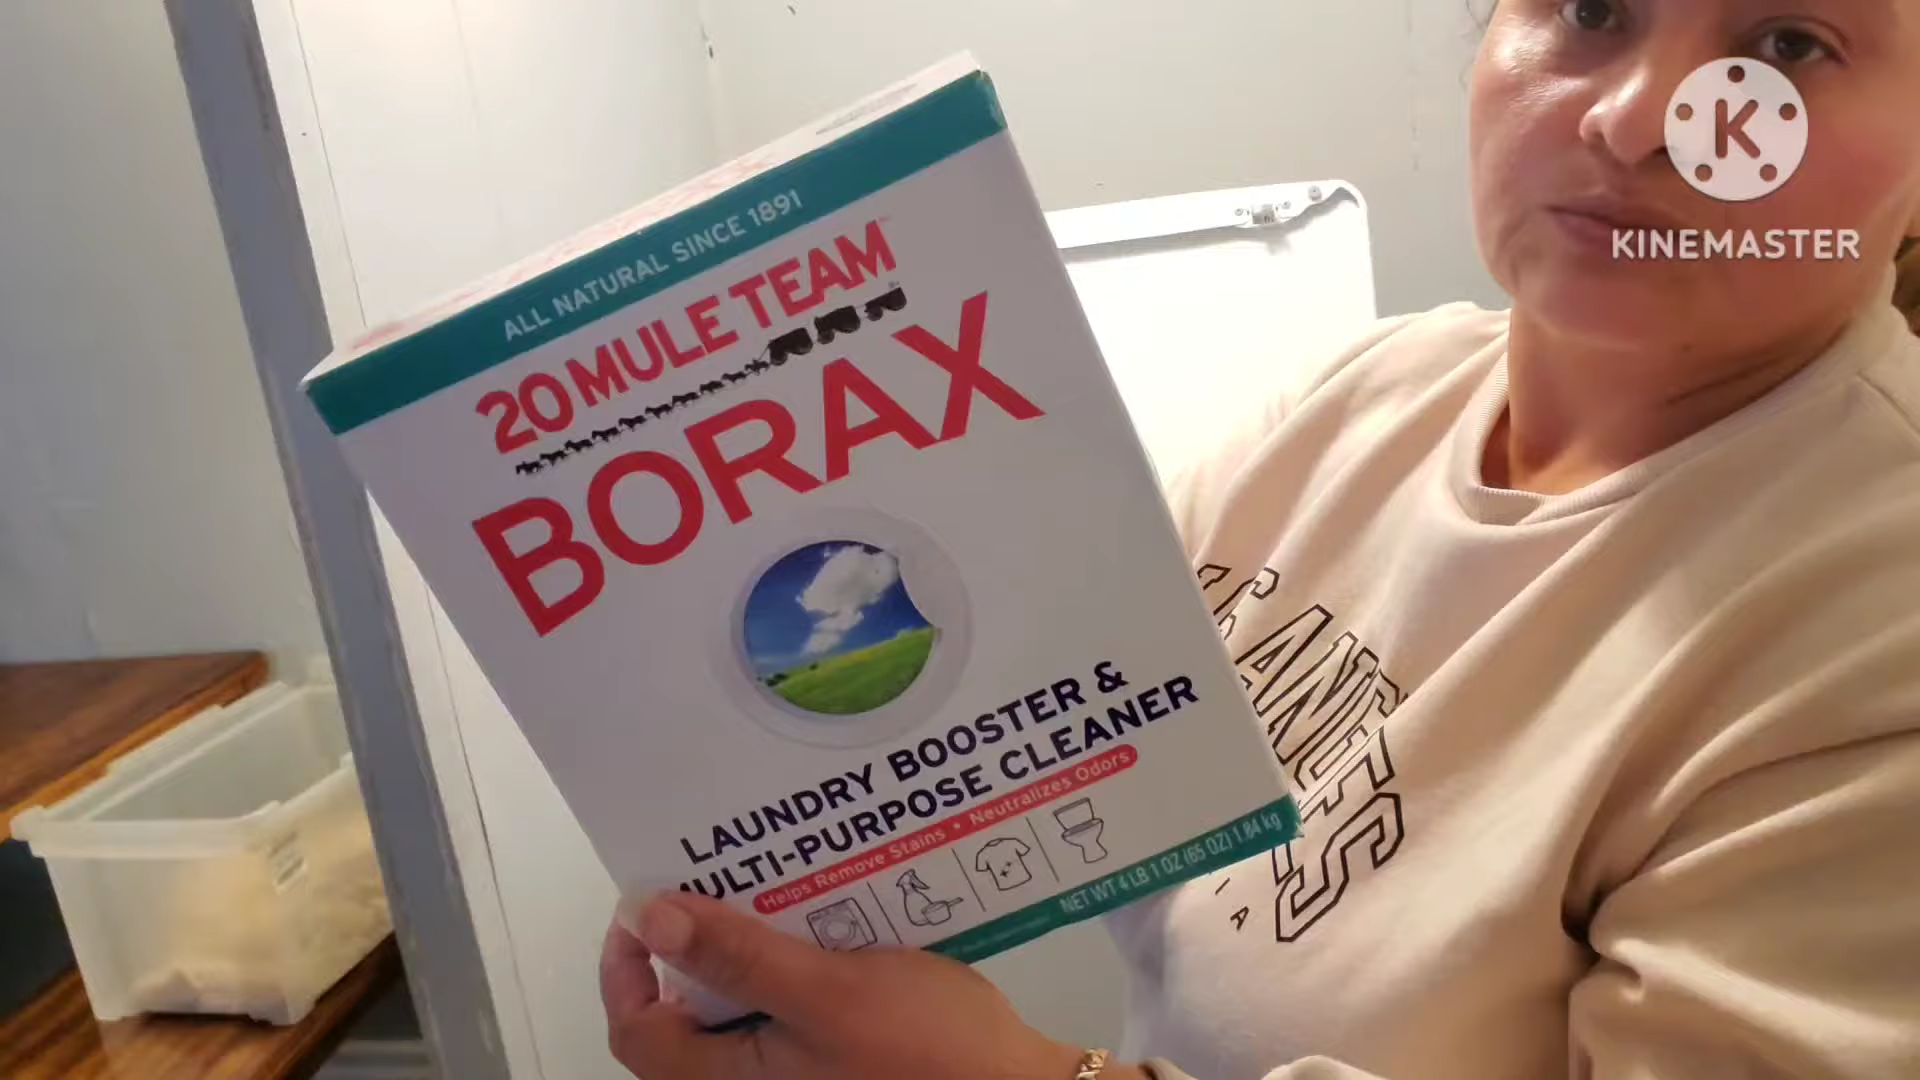 ALL NATURAL SINCE 1891
20 MULE TEAM
BORAX
LAUNDRY BOOSTER &
MULTI-PURPOSE CLEANER
Helps Remove Stains • Neutralizes Odors
NET WT 4 LB 1 OZ (65 OZ) 1.84 kg
K
KINEMASTER
ANGELES